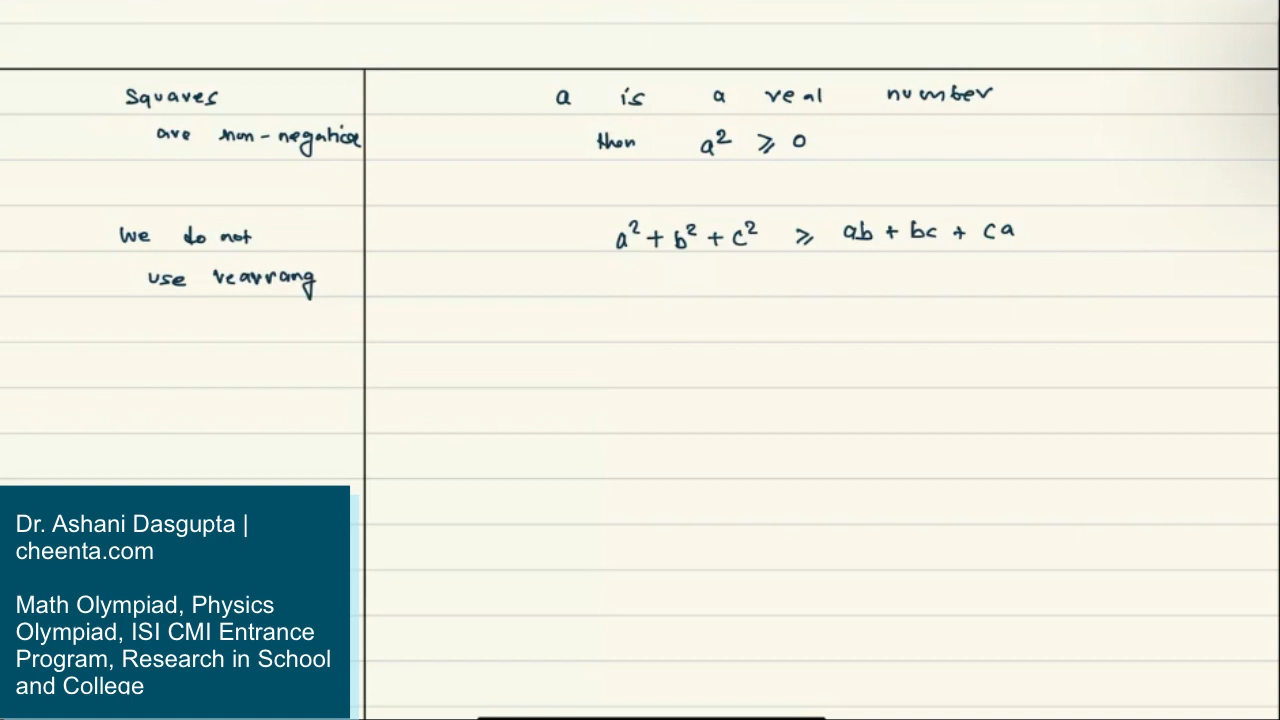 Squares
are non-negative
a is a real number
then a² ⩾ 0
We do not
use rearrang
a² + b² + c² ⩾ ab + bc + ca
Dr. Ashani Dasgupta |
cheenta.com
Math Olympiad, Physics
Olympiad, ISI CMI Entrance
Program, Research in School
and College